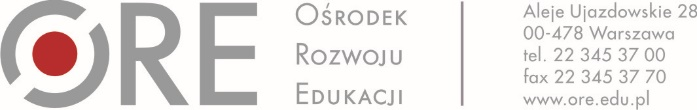 ORE
Ośrodek
Rozwoju
Edukacji
Aleje Ujazdowskie 28
00-478 Warszawa
tel. 22 345 37 00
fax 22 345 37 70
www.ore.edu.pl